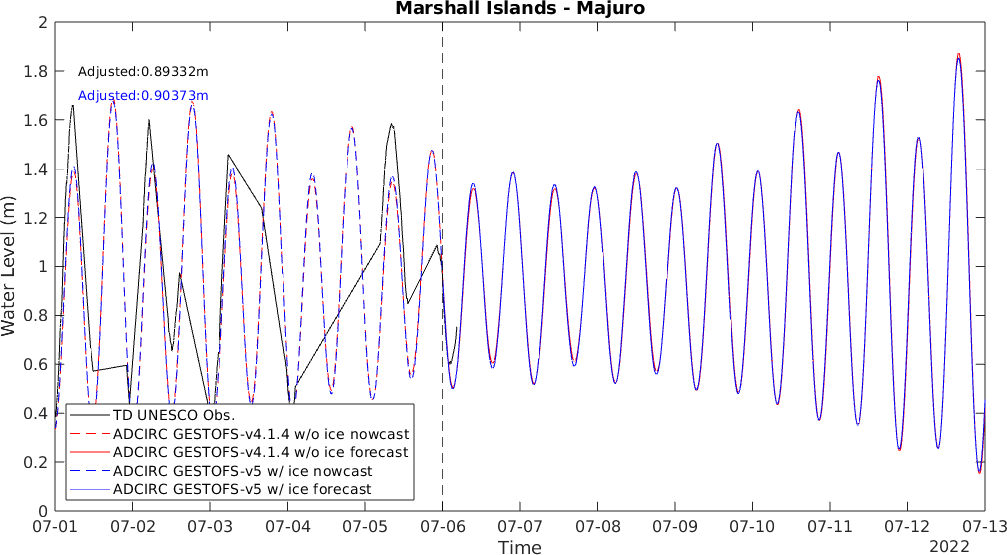 Marshall Islands - Majuro
Adjusted:0.89332m
Adjusted:0.90373m
Water Level (m)
2
1.8
1.6
1.4
1.2
1
0.8
0.6
0.4
0.2
0
TD UNESCO Obs.
ADCIRC GESTOFS-v4.1.4 w/o ice nowcast
ADCIRC GESTOFS-v4.1.4 w/o ice forecast
ADCIRC GESTOFS-v5 w/ ice nowcast
ADCIRC GESTOFS-v5 w/ ice forecast
07-01 07-02 07-03 07-04 07-05 07-06 07-07 07-08 07-09 07-10 07-11 07-12 07-13
Time
2022